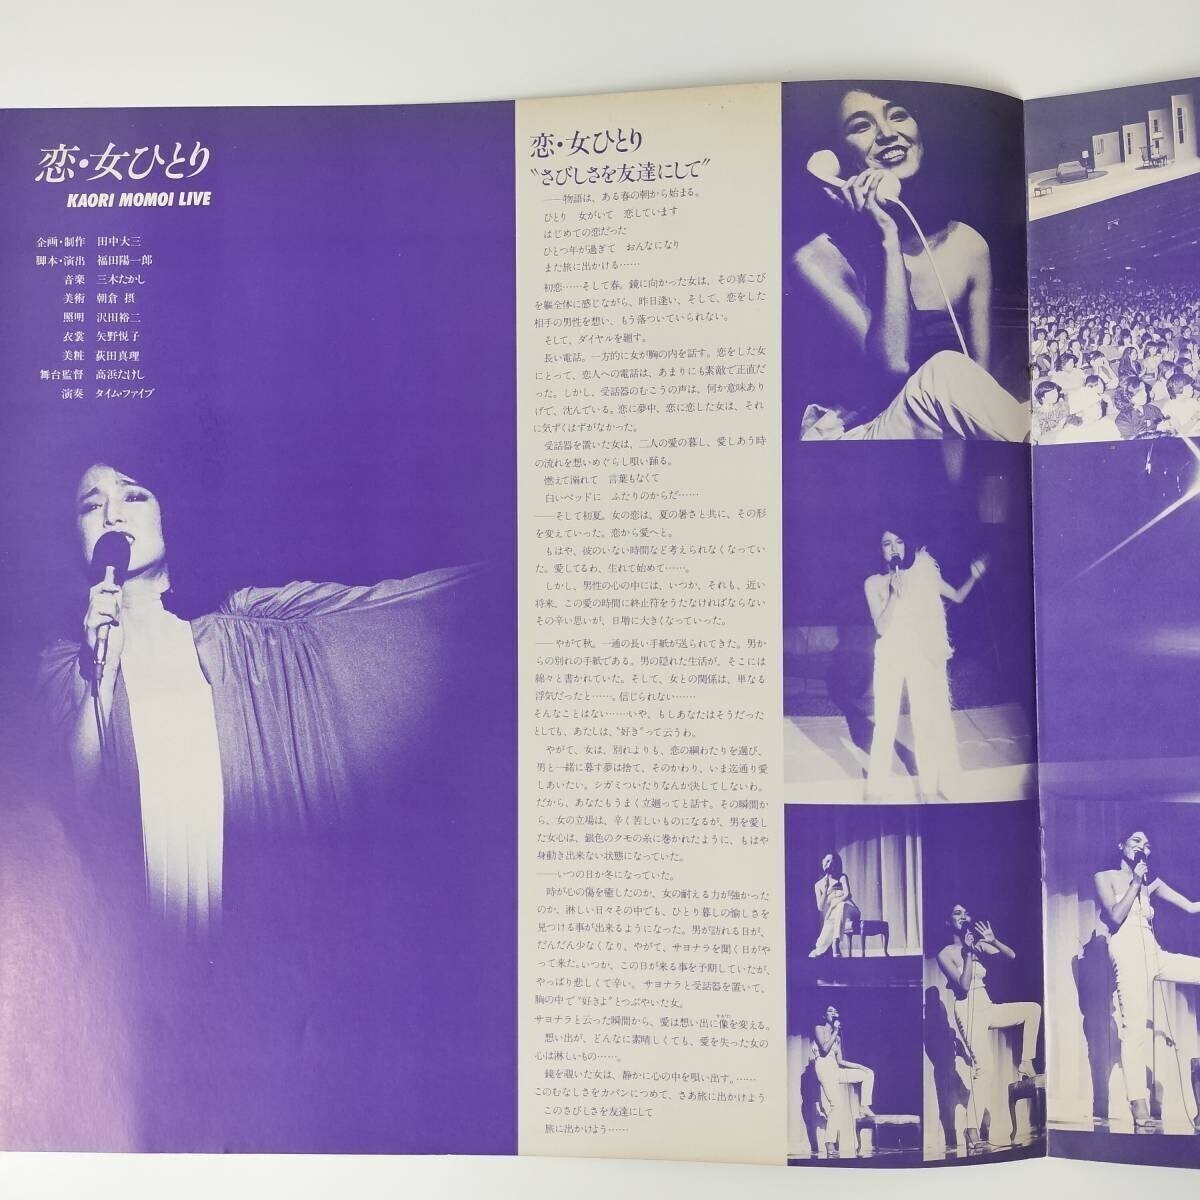 恋・女ひとり
KAORI MOMOI LIVE
企画・制作　田中大三
脚本・演出　福田陽一郎
音楽　三木たかし
美術　朝倉 摂
照明　沢田裕二
衣裳　矢野悦子
美粧　荻田真理
舞台監督　高浜たけし
演奏　タイム・ファイブ
恋・女ひとり
〝さびしさを友達にして〟
――物語は、ある春の朝から始まる。
ひとり　女がいて　恋しています
はじめての恋だった
ひとつ年が過ぎて　おんなになり
また旅に出かける……
初恋……そして春。鏡に向かった女は、その喜こび
を軀全体に感じながら、昨日逢い、そして、恋をした
相手の男性を想い、もう落ついていられない。
そして、ダイヤルを廻す。
長い電話。一方的に女が胸の内を話す。恋をした女
にとって、恋人への電話は、あまりにも素敵で正直だ
った。しかし、受話器のむこうの声は、何か意味あり
げで、沈んでいる。恋に夢中、恋に恋した女は、それ
に気ずくはずがなかった。
受話器を置いた女は、二人の愛の暮し、愛しあう時
の流れを想いめぐらし唄い踊る。
燃えて溺れて　言葉もなくて
白いベッドに　ふたりのからだ……
――そして初夏。女の恋は、夏の暑さと共に、その形
を変えていった。恋から愛へと。
もはや、彼のいない時間など考えられなくなってい
た。愛してるわ、生れて始めて……。
しかし、男性の心の中には、いつか、それも、近い
将来、この愛の時間に終止符をうたなければならない
その辛い思いが、日増に大きくなっていった。
――やがて秋。一通の長い手紙が送られてきた。男か
らの別れの手紙である。男の隠れた生活が、そこには
綿々と書かれていた。そして、女との関係は、単なる
浮気だったと……。信じられない……
そんなことはない……いや、もしあなたはそうだった
としても、あたしは、〝好き〟って云うわ。
やがて、女は、別れよりも、恋の綱わたりを選び、
男と一緒に暮す夢は捨て、そのかわり、いま迄通り愛
しあいたい。シガミついたりなんか決してしないわ。
だから、あなたもうまく立廻ってと話す。その瞬間か
ら、女の立場は、辛く苦しいものになるが、男を愛し
た女心は、銀色のクモの糸に巻かれたように、もはや
身動き出来ない状態になっていた。
――いつの日か冬になっていた。
時が心の傷を癒したのか、女の耐える力が強かった
のか、淋しい日々その中でも、ひとり暮しの愉しさを
見つける事が出来るようになった。男が訪れる日が、
だんだん少なくなり、やがて、サヨナラを聞く日がや
って来た。いつか、この日が来る事を予期していたが、
やっぱり悲しくて辛い。サヨナラと受話器を置いて、
胸の中で〝好きよ〟とつぶやいた女。
サヨナラと云った瞬間から、愛は想い出に像を変える。
想い出が、どんなに素晴しくても、愛を失った女の
心は淋しいもの……。
鏡を覗いた女は、静かに心の中を唄い出す。……
このむなしさをカバンにつめて、さあ旅に出かけよう
このさびしさを友達にして
旅に出かけよう……